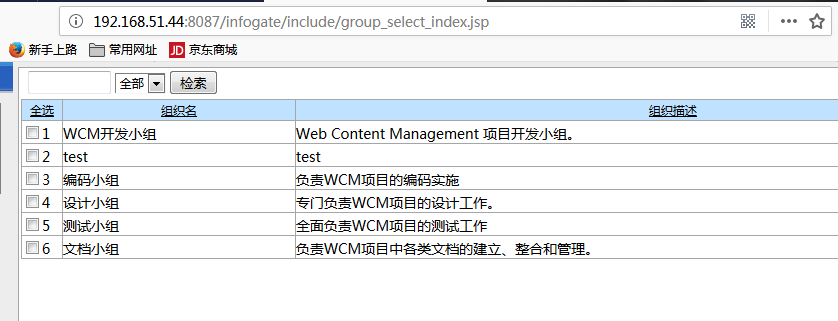 192.168.51.44:8087/infogate/include/group_select_index.jsp
新手上路 常用网址 JD 京东商城
全部 检索
全选 组织名 组织描述
1 WCM开发小组 Web Content Management 项目开发小组。
2 test test
3 编码小组 负责WCM项目的编码实施
4 设计小组 专门负责WCM项目的设计工作。
5 测试小组 全面负责WCM项目的测试工作
6 文档小组 负责WCM项目中各类文档的建立、整合和管理。